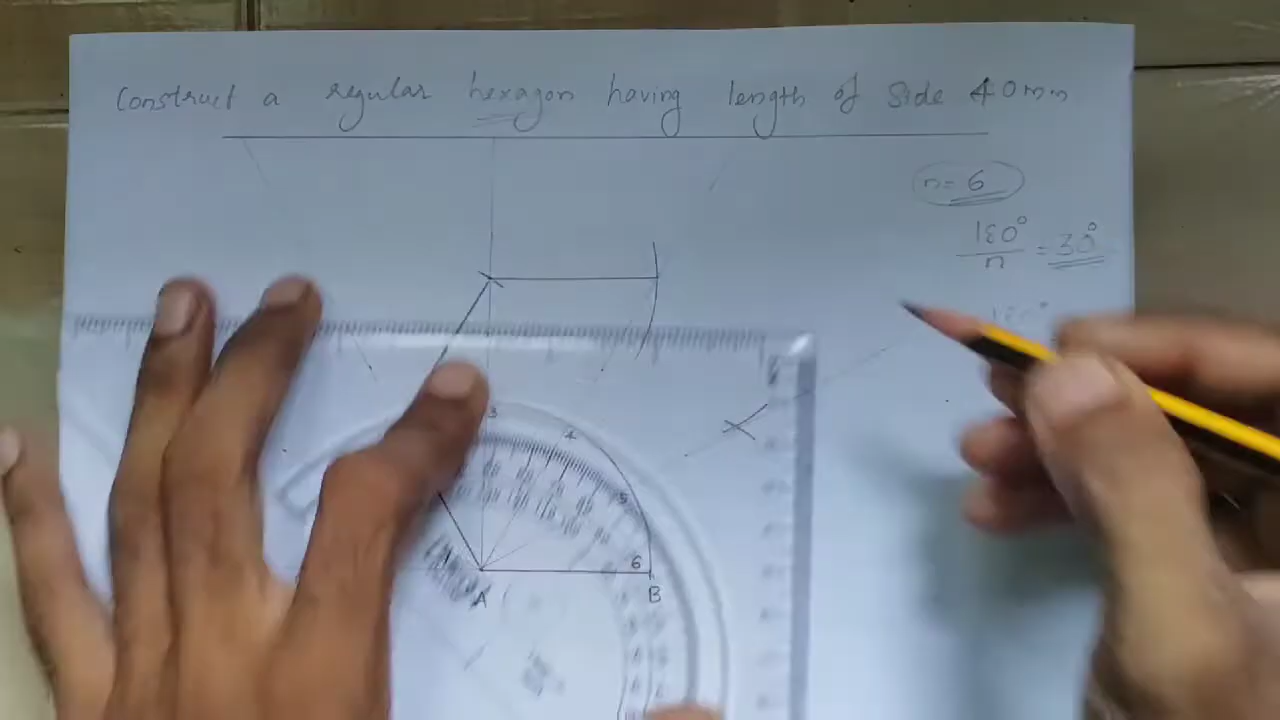 Construct a regular hexagon having length of side 40mm
n = 6
180°
n
= 30°
3
4
5
6
A
B